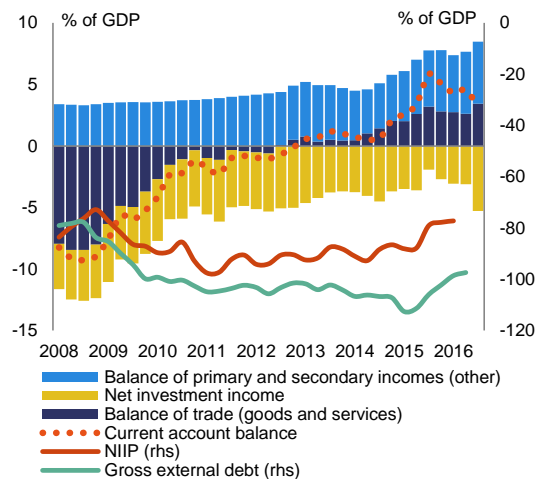 % of GDP % of GDP
10 0
5 -20
0 -40
-60
-5 -80
-10 -100
-15 -120
2008 2009 2010 2011 2012 2013 2014 2015 2016
Balance of primary and secondary incomes (other)
Net investment income
Balance of trade (goods and services)
Current account balance
NIIP (rhs)
Gross external debt (rhs)